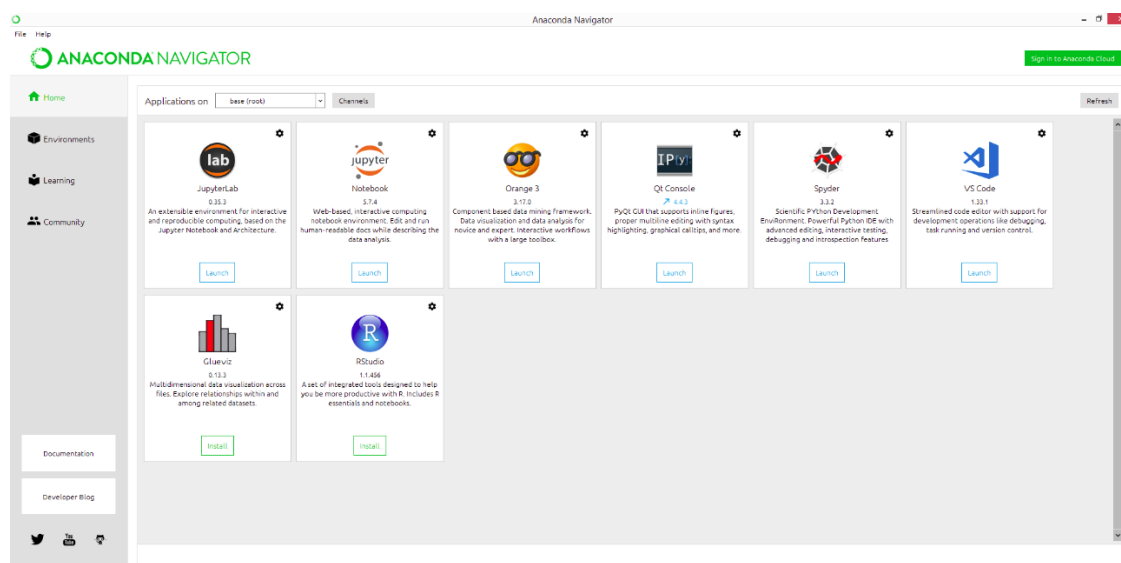 Anaconda Navigator
File Help
ANACONDA NAVIGATOR
Sign in to Anaconda Cloud
Home
Environments
Learning
Community
Documentation
Developer Blog
You
Tube
Applications on base (root) Channels
Refresh
lab
JupyterLab
0.35.3
An extensible environment for interactive
and reproducible computing, based on the
Jupyter Notebook and Architecture.
Launch
jupyter
Notebook
5.7.4
Web-based, interactive computing
notebook environment. Edit and run
human-readable docs while describing the
data analysis.
Launch
Orange 3
3.17.0
Component based data mining framework.
Data visualization and data analysis for
novice and expert. Interactive workflows
with a large toolbox.
Launch
IP[y]:
Qt Console
4.4.3
PyQt GUI that supports inline figures,
proper multiline editing with syntax
highlighting, graphical calltips, and more.
Launch
Spyder
3.3.2
Scientific PYthon Development
EnviRonment. Powerful Python IDE with
advanced editing, interactive testing,
debugging and introspection features
Launch
VS Code
1.33.1
Streamlined code editor with support for
development operations like debugging,
task running and version control.
Launch
Glueviz
0.13.3
Multidimensional data visualization across
files. Explore relationships within and
among related datasets.
Install
R
RStudio
1.1.456
A set of integrated tools designed to help
you be more productive with R. Includes R
essentials and notebooks.
Install